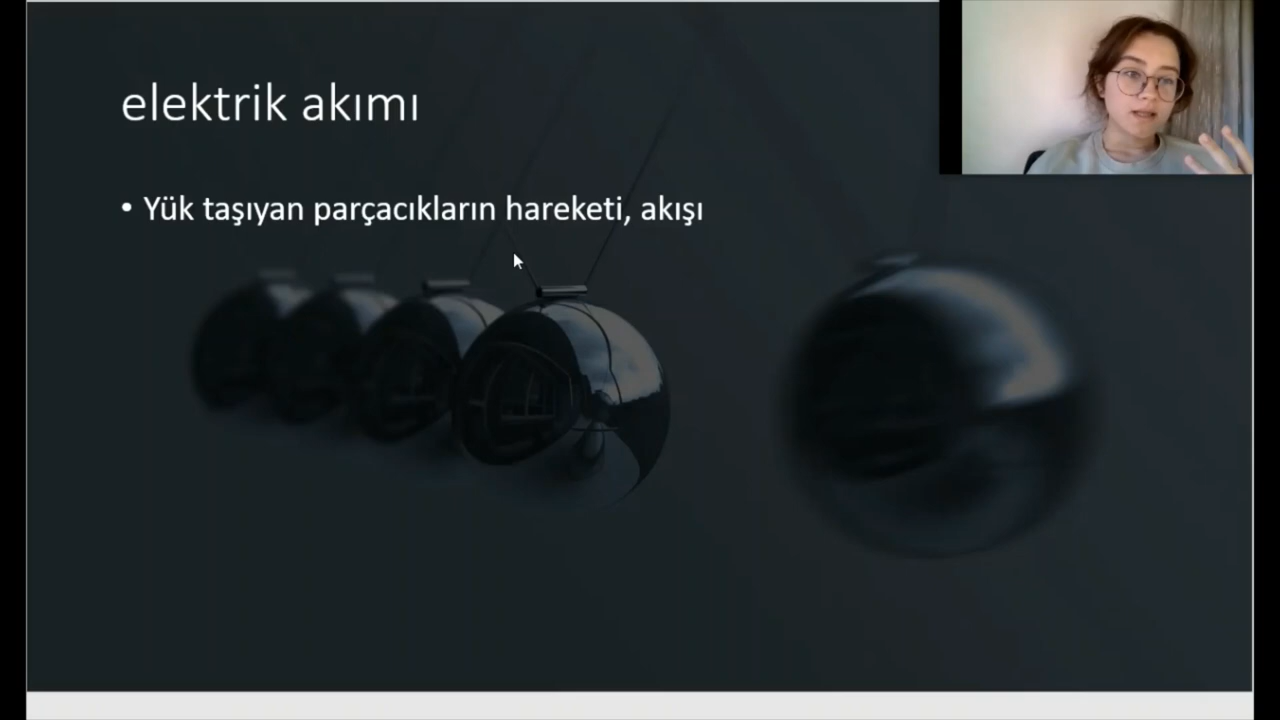 elektrik akımı
• Yük taşıyan parçacıkların hareketi, akışı